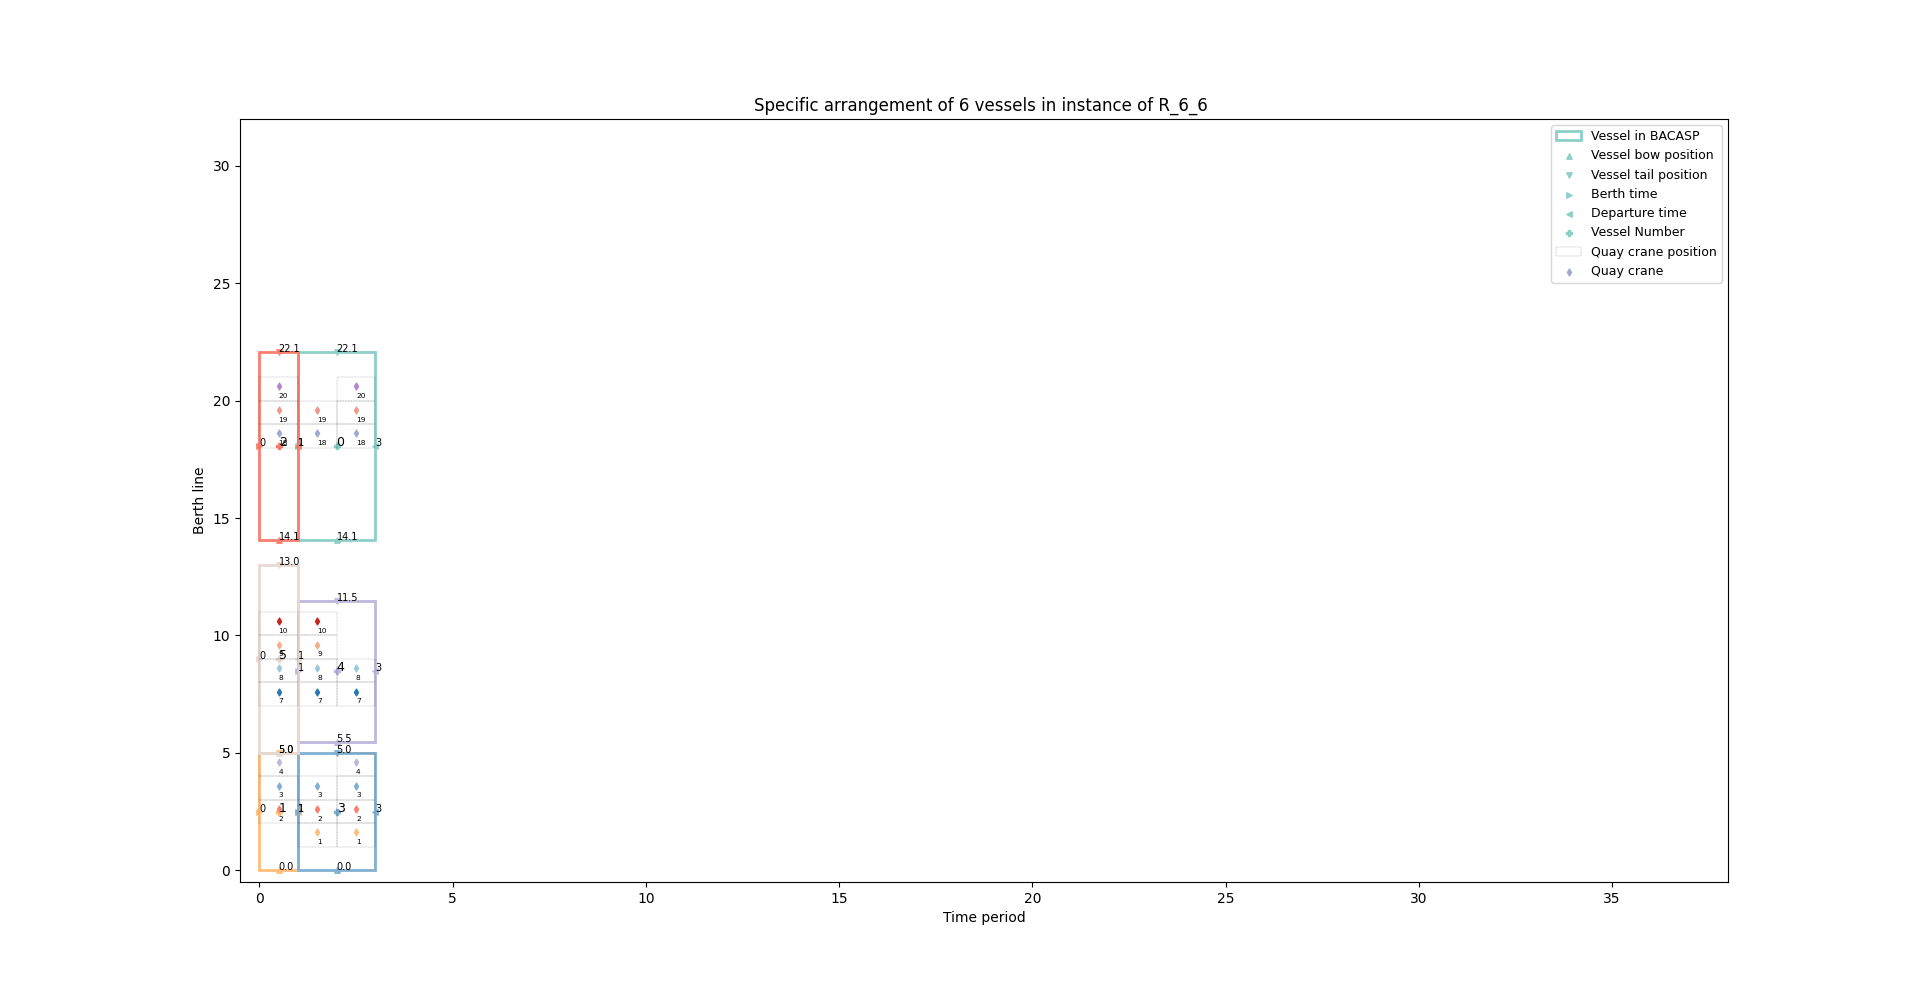 Specific arrangement of 6 vessels in instance of R_6_6
Vessel in BACASP
Vessel bow position
Vessel tail position
Berth time
Departure time
Vessel Number
Quay crane position
Quay crane
Berth line
30
25
20
15
10
5
0
22.1 22.1
20 20
19 19 19
18 18 18
0 2 1 0 3
14.1 14.1
13.0
11.5
10 10
9 9
0 5 1
1 4 3
8 8 8
7 7 7
5.5
5.0 5.0
4 4
3 3 3
0 1 1 3 3
2 2 2
1 1
0.0 0.0
0 5 10 15 20 25 30 35
Time period